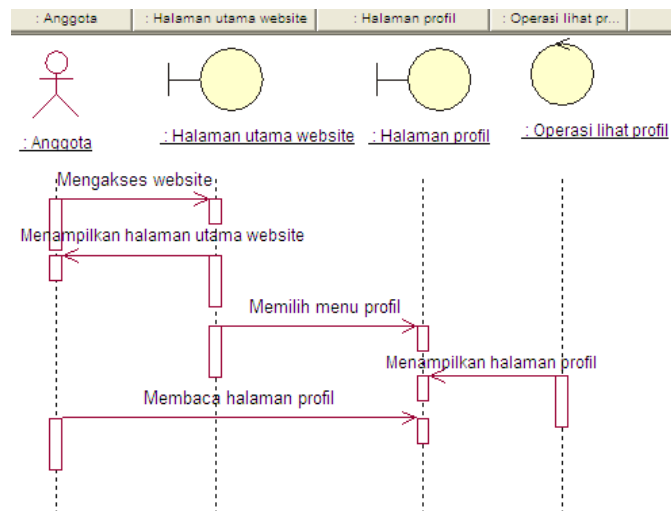 : Anggota
: Halaman utama website
: Halaman profil
: Operasi lihat pr...
: Anggota
: Halaman utama website
: Halaman profil
: Operasi lihat profil
Mengakses website
Menampilkan halaman utama website
Memilih menu profil
Menampilkan halaman profil
Membaca halaman profil